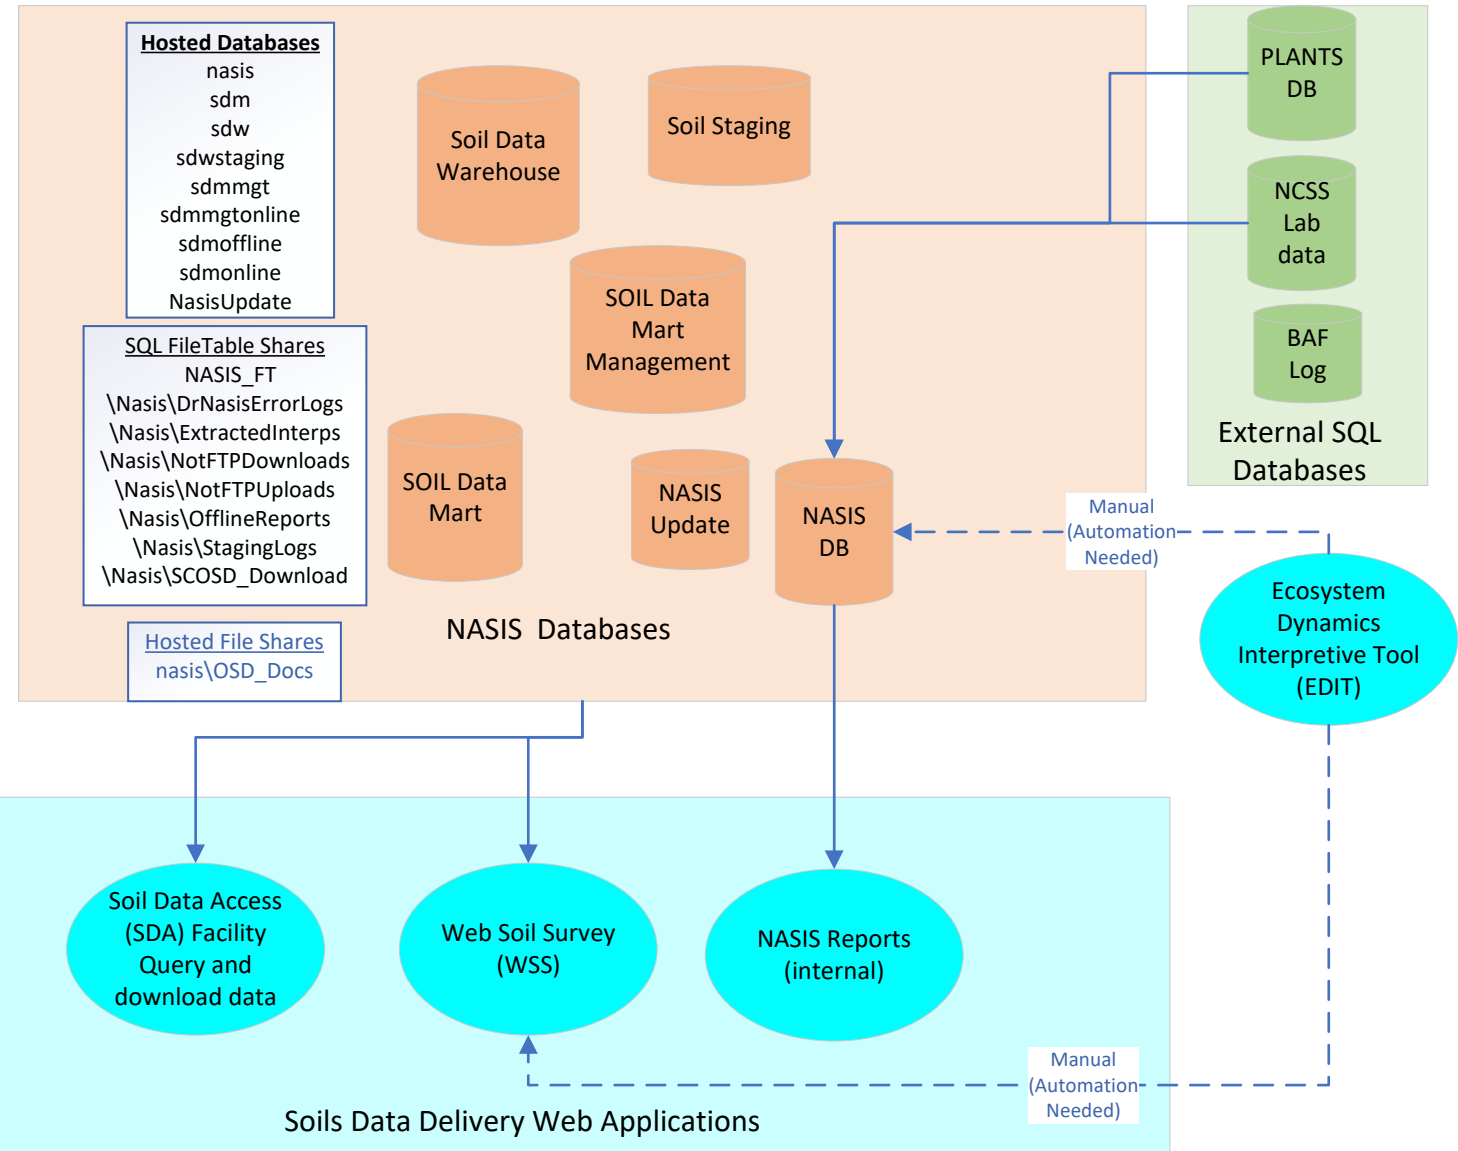 Hosted Databases
nasis
sdm
sdw
sdwstaging
sdmmgt
sdmmgtonline
sdmoffline
sdmonline
NasisUpdate
SQL FileTable Shares
NASIS_FT
\Nasis\DrNasisErrorLogs
\Nasis\ExtractedInterps
\Nasis\NotFTPDownloads
\Nasis\NotFTPUploads
\Nasis\OfflineReports
\Nasis\StagingLogs
\Nasis\SCOSD_Download
Hosted File Shares
nasis\OSD_Docs
Soil Data
Warehouse
Soil Staging
SOIL Data
Mart
Management
SOIL Data
Mart
NASIS
Update
NASIS
DB
NASIS Databases
PLANTS
DB
NCSS
Lab
data
BAF
Log
External SQL
Databases
Manual
(Automation
Needed)
Ecosystem
Dynamics
Interpretive Tool
(EDIT)
Soil Data Access
(SDA) Facility
Query and
download data
Web Soil Survey
(WSS)
NASIS Reports
(internal)
Manual
(Automation
Needed)
Soils Data Delivery Web Applications